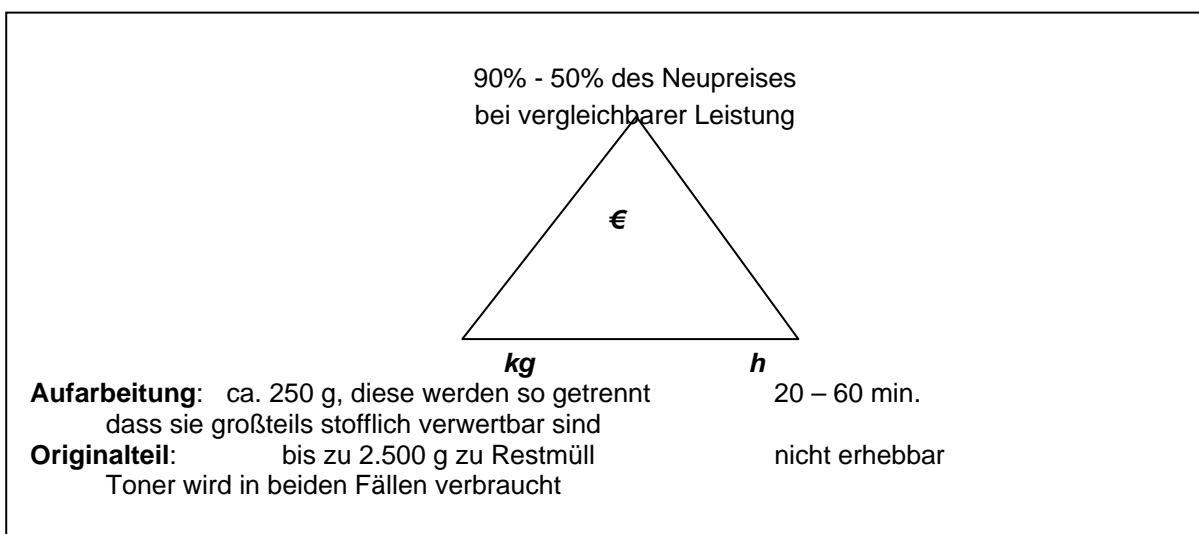 90% - 50% des Neupreises
bei vergleichbarer Leistung
€
kg h
Aufarbeitung: ca. 250 g, diese werden so getrennt 20 – 60 min.
dass sie großteils stofflich verwertbar sind
Originalteil: bis zu 2.500 g zu Restmüll nicht erhebbar
Toner wird in beiden Fällen verbraucht